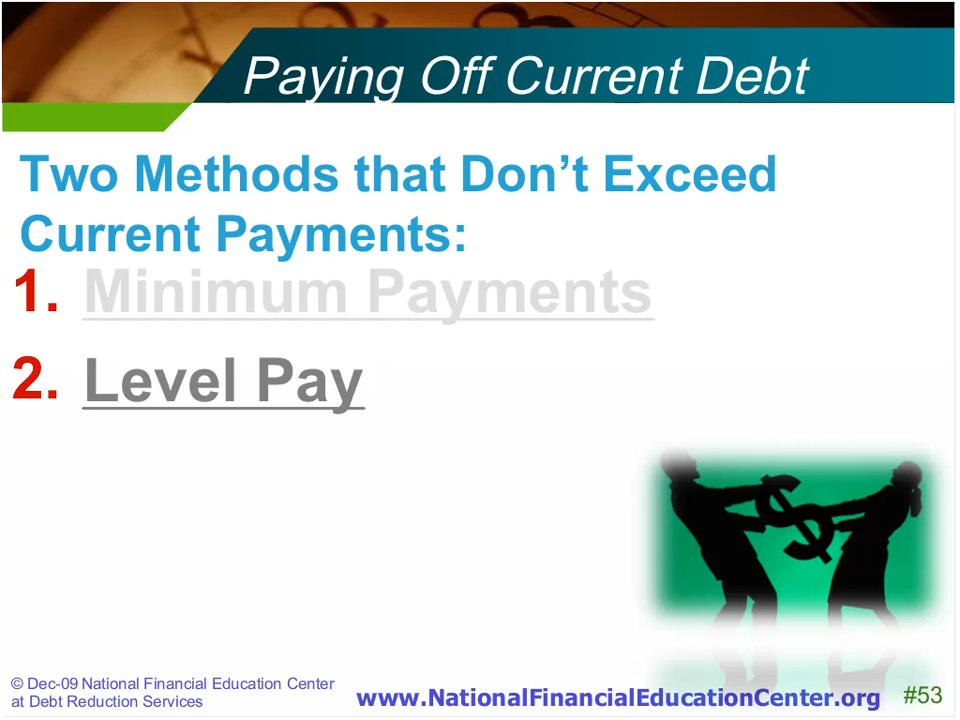 Paying Off Current Debt
Two Methods that Don’t Exceed
Current Payments:
1. Minimum Payments
2. Level Pay
© Dec-09 National Financial Education Center
at Debt Reduction Services
www.NationalFinancialEducationCenter.org
#53